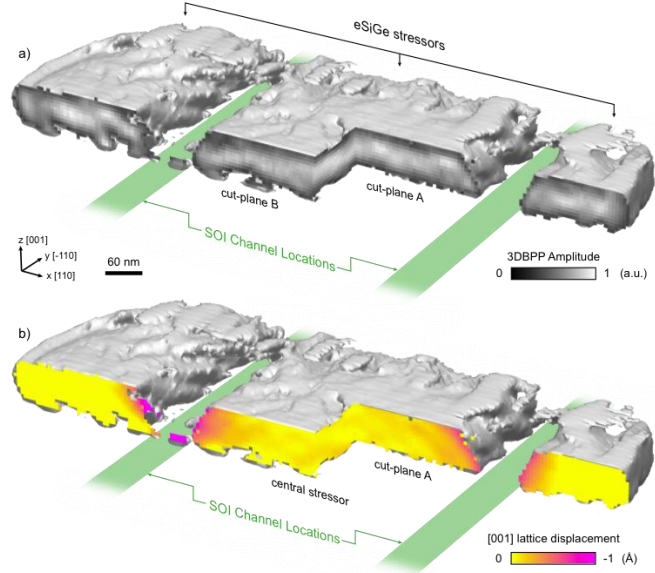 eSiGe stressors
a)
cut-plane B
cut-plane A
SOI Channel Locations
z [001]
y [-110]
x [110]
60 nm
3DBPP Amplitude
0 1 (a.u.)
b)
cut-plane A
central stressor
SOI Channel Locations
[001] lattice displacement
0 -1 (Å)